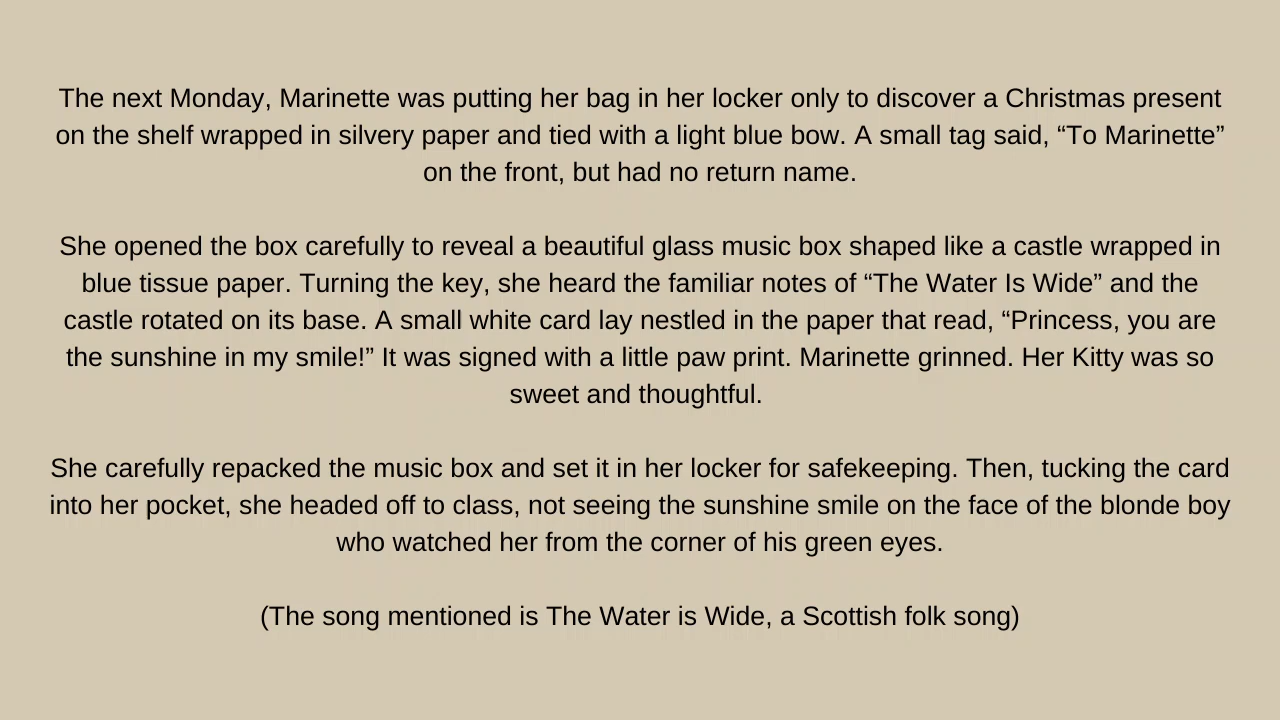 The next Monday, Marinette was putting her bag in her locker only to discover a Christmas present
on the shelf wrapped in silvery paper and tied with a light blue bow. A small tag said, “To Marinette”
on the front, but had no return name.
She opened the box carefully to reveal a beautiful glass music box shaped like a castle wrapped in
blue tissue paper. Turning the key, she heard the familiar notes of “The Water Is Wide” and the
castle rotated on its base. A small white card lay nestled in the paper that read, “Princess, you are
the sunshine in my smile!” It was signed with a little paw print. Marinette grinned. Her Kitty was so
sweet and thoughtful.
She carefully repacked the music box and set it in her locker for safekeeping. Then, tucking the card
into her pocket, she headed off to class, not seeing the sunshine smile on the face of the blonde boy
who watched her from the corner of his green eyes.
(The song mentioned is The Water is Wide, a Scottish folk song)